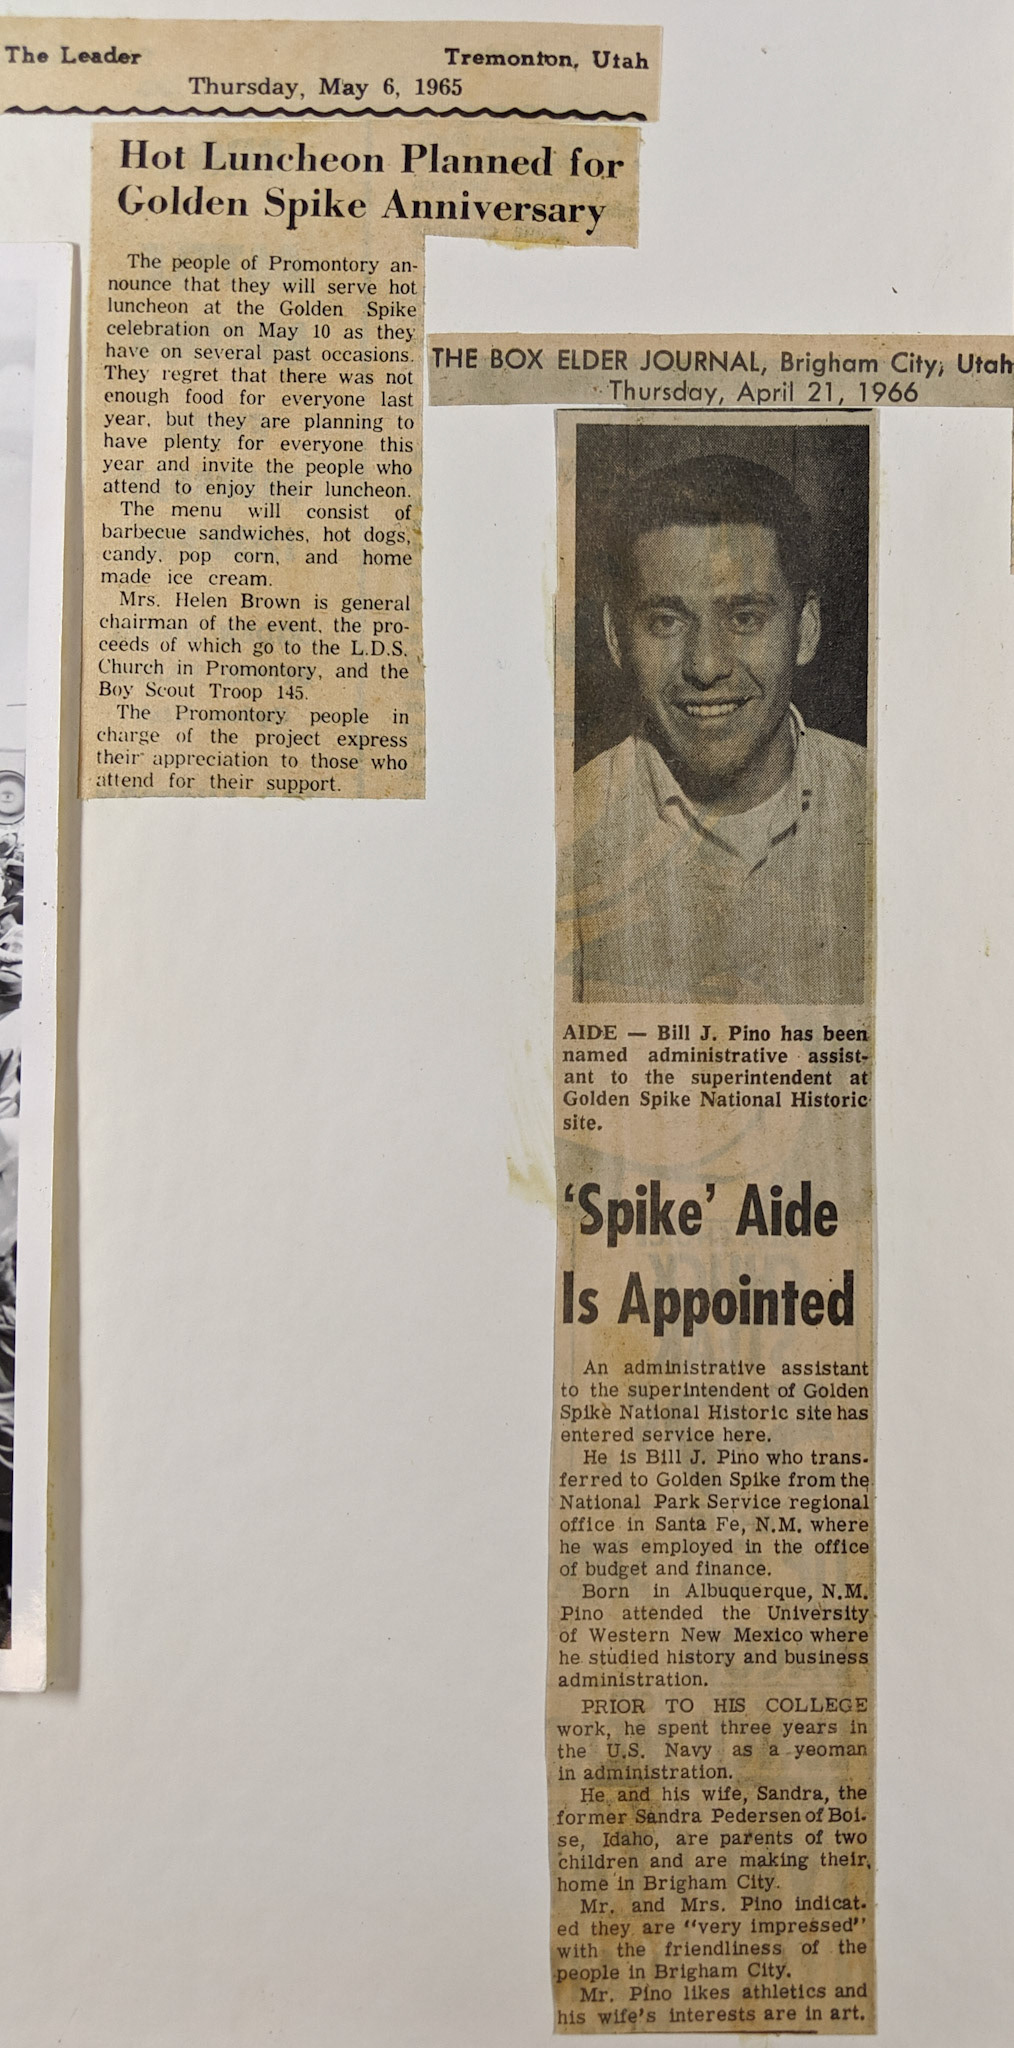 The Leader Tremonton, Utah
Thursday, May 6, 1965
Hot Luncheon Planned for
Golden Spike Anniversary
The people of Promontory an-
nounce that they will serve hot
luncheon at the Golden Spike
celebration on May 10 as they
have on several past occasions.
They regret that there was not
enough food for everyone last
year, but they are planning to
have plenty for everyone this
year and invite the people who
attend to enjoy their luncheon.
The menu will consist of
barbecue sandwiches, hot dogs,
candy, pop corn, and home
made ice cream.
Mrs. Helen Brown is general
chairman of the event, the pro-
ceeds of which go to the L.D.S.
Church in Promontory, and the
Boy Scout Troop 145.
The Promontory people in
charge of the project express
their appreciation to those who
attend for their support.
THE BOX ELDER JOURNAL, Brigham City, Utah
Thursday, April 21, 1966
AIDE — Bill J. Pino has been
named administrative assist-
ant to the superintendent at
Golden Spike National Historic
site.
‘Spike’ Aide
Is Appointed
An administrative assistant
to the superintendent of Golden
Spike National Historic site has
entered service here.
He is Bill J. Pino who trans-
ferred to Golden Spike from the
National Park Service regional
office in Santa Fe, N.M. where
he was employed in the office
of budget and finance.
Born in Albuquerque, N.M.
Pino attended the University
of Western New Mexico where
he studied history and business
administration.
PRIOR TO HIS COLLEGE
work, he spent three years in
the U.S. Navy as a yeoman
in administration.
He and his wife, Sandra, the
former Sandra Pedersen of Boi-
se, Idaho, are parents of two
children and are making their
home in Brigham City.
Mr. and Mrs. Pino indicat-
ed they are “very impressed”
with the friendliness of the
people in Brigham City.
Mr. Pino likes athletics and
his wife's interests are in art.